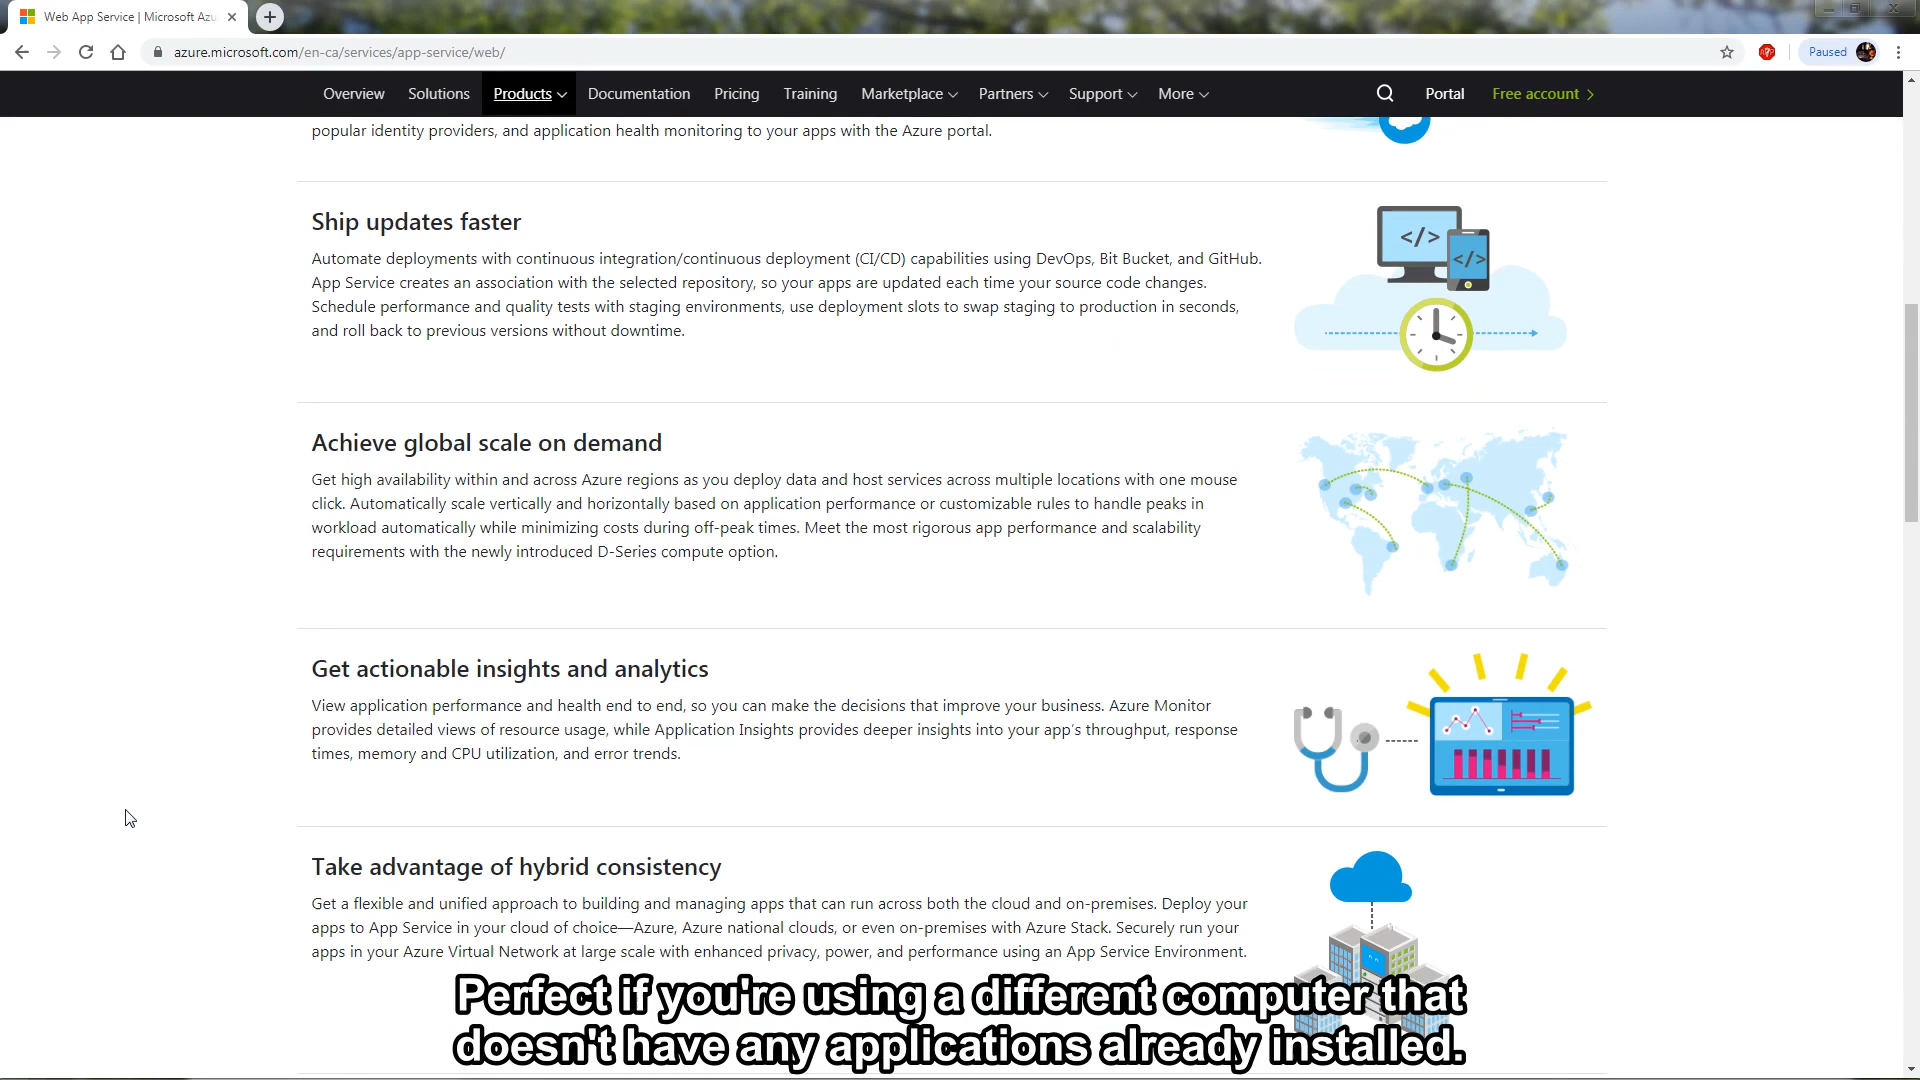 Web App Service | Microsoft Azu
azure.microsoft.com/en-ca/services/app-service/web/
Paused
Overview Solutions Products Documentation Pricing Training Marketplace Partners Support More Portal Free account
popular identity providers, and application health monitoring to your apps with the Azure portal.
Ship updates faster
Automate deployments with continuous integration/continuous deployment (CI/CD) capabilities using DevOps, Bit Bucket, and GitHub.
App Service creates an association with the selected repository, so your apps are updated each time your source code changes.
Schedule performance and quality tests with staging environments, use deployment slots to swap staging to production in seconds,
and roll back to previous versions without downtime.
</>
</>
Achieve global scale on demand
Get high availability within and across Azure regions as you deploy data and host services across multiple locations with one mouse
click. Automatically scale vertically and horizontally based on application performance or customizable rules to handle peaks in
workload automatically while minimizing costs during off-peak times. Meet the most rigorous app performance and scalability
requirements with the newly introduced D-Series compute option.
Get actionable insights and analytics
View application performance and health end to end, so you can make the decisions that improve your business. Azure Monitor
provides detailed views of resource usage, while Application Insights provides deeper insights into your app's throughput, response
times, memory and CPU utilization, and error trends.
Take advantage of hybrid consistency
Get a flexible and unified approach to building and managing apps that can run across both the cloud and on-premises. Deploy your
apps to App Service in your cloud of choice—Azure, Azure national clouds, or even on-premises with Azure Stack. Securely run your
apps in your Azure Virtual Network at large scale with enhanced privacy, power, and performance using an App Service Environment.
Perfect if you're using a different computer that
doesn't have any applications already installed.